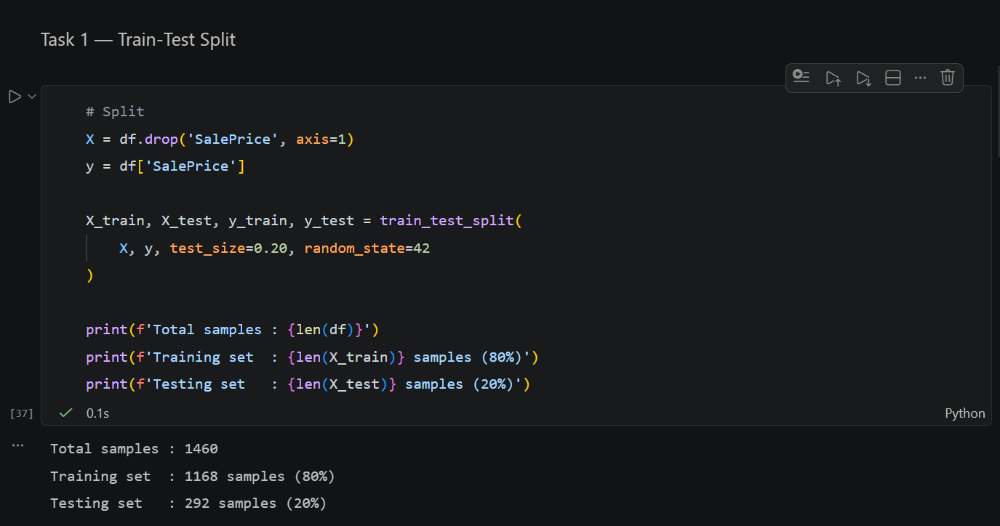 Task 1 — Train-Test Split
# Split
X = df.drop('SalePrice', axis=1)
y = df['SalePrice']
X_train, X_test, y_train, y_test = train_test_split(
    X, y, test_size=0.20, random_state=42
)
print(f'Total samples : {len(df)}')
print(f'Training set  : {len(X_train)} samples (80%)')
print(f'Testing set   : {len(X_test)} samples (20%)')
[37]
0.1s
Python
Total samples : 1460
Training set  : 1168 samples (80%)
Testing set   : 292 samples (20%)